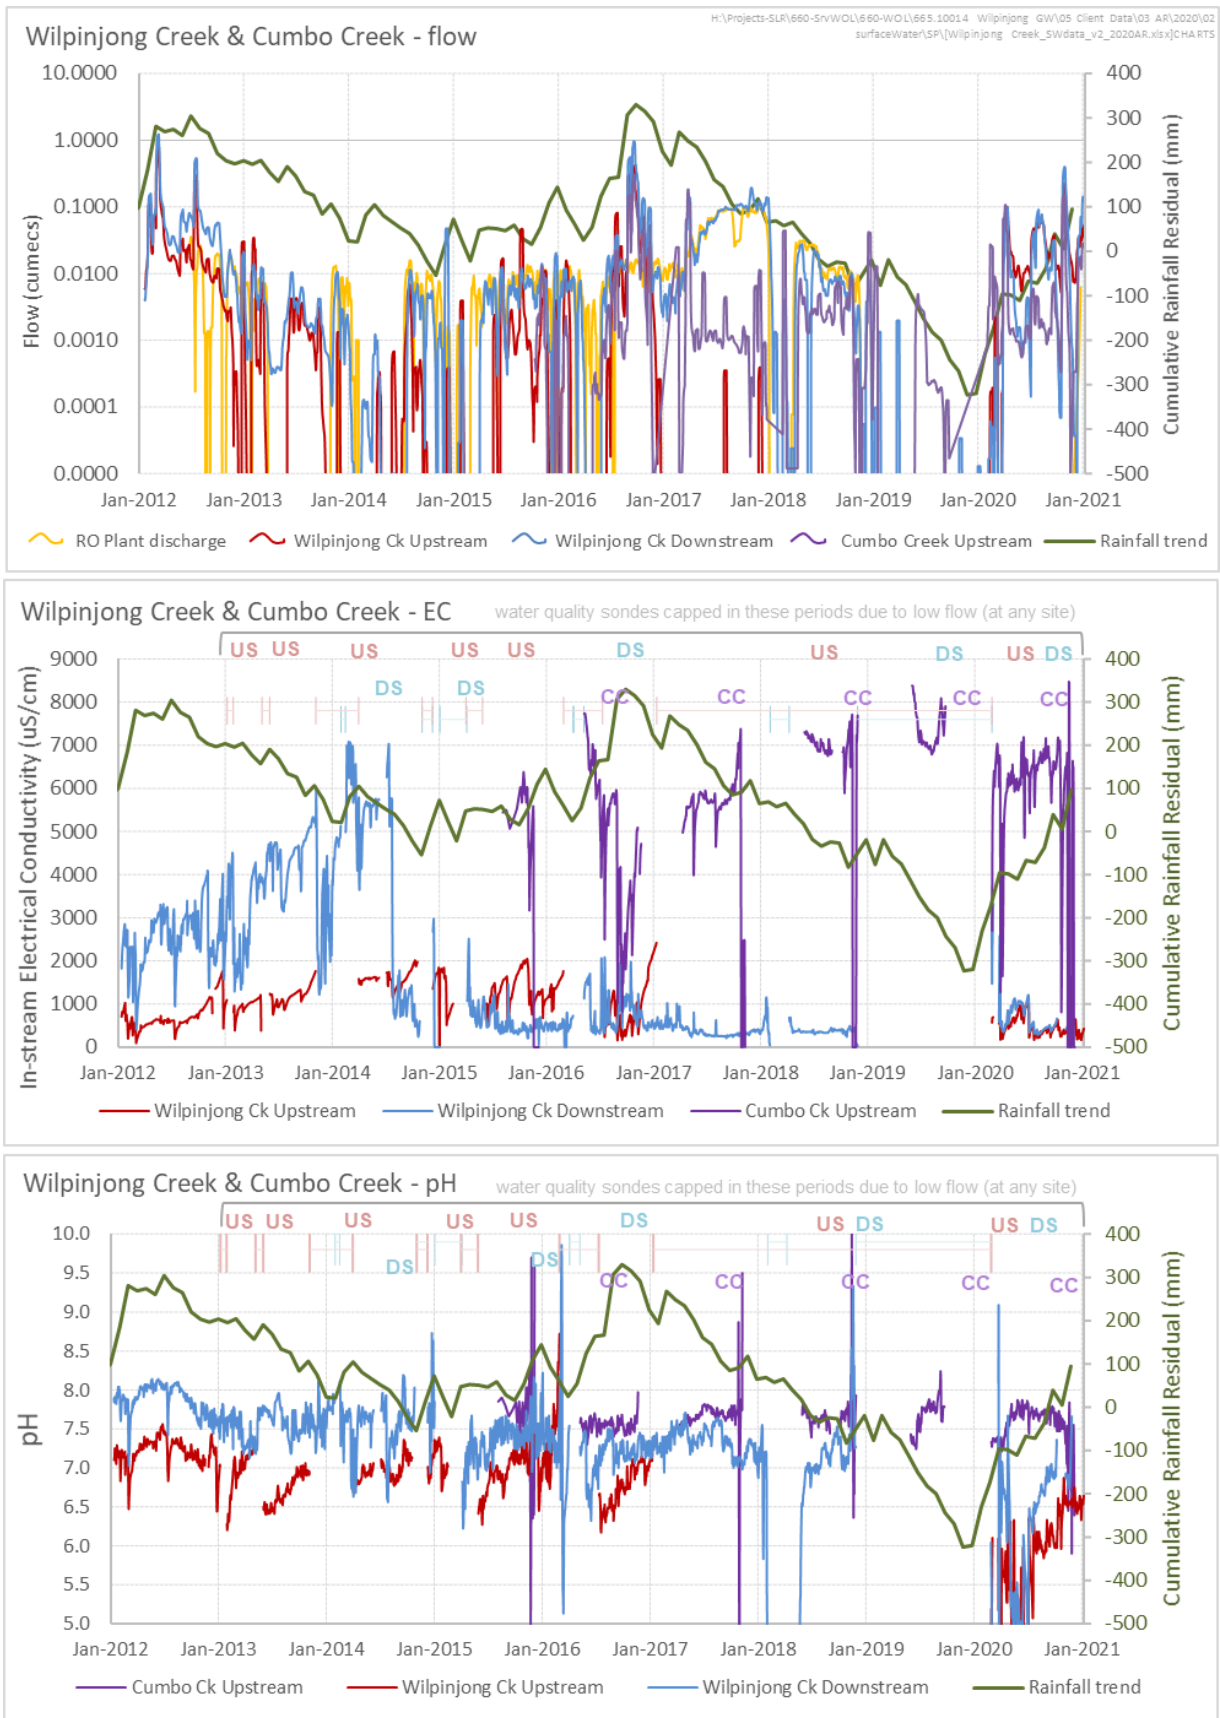 H:\Projects-SLR\660-SrvWOL\660-WOL\665.10014 Wilpinjong GW\05 Client Data\03 AR\2020\02
surfaceWater\SP\[Wilpinjong Creek_SWdata_v2_2020AR.xlsx]CHARTS
Wilpinjong Creek & Cumbo Creek - flow
Flow (cumecs)
10.0000
1.0000
0.1000
0.0100
0.0010
0.0001
0.0000
400
300
200
100
0
-100
-200
-300
-400
-500
Cumulative Rainfall Residual (mm)
Jan-2012 Jan-2013 Jan-2014 Jan-2015 Jan-2016 Jan-2017 Jan-2018 Jan-2019 Jan-2020 Jan-2021
RO Plant discharge Wilpinjong Ck Upstream Wilpinjong Ck Downstream Cumbo Creek Upstream Rainfall trend
Wilpinjong Creek & Cumbo Creek - EC
water quality sondes capped in these periods due to low flow (at any site)
US US US US US DS US DS US DS
DS DS CC CC CC CC
In-stream Electrical Conductivity (uS/cm)
9000
8000
7000
6000
5000
4000
3000
2000
1000
0
400
300
200
100
0
-100
-200
-300
-400
-500
Cumulative Rainfall Residual (mm)
Jan-2012 Jan-2013 Jan-2014 Jan-2015 Jan-2016 Jan-2017 Jan-2018 Jan-2019 Jan-2020 Jan-2021
Wilpinjong Ck Upstream Wilpinjong Ck Downstream Cumbo Ck Upstream Rainfall trend
Wilpinjong Creek & Cumbo Creek - pH
water quality sondes capped in these periods due to low flow (at any site)
US US US US US DS US DS US DS
DS DS CC CC CC CC CC
pH
10.0
9.5
9.0
8.5
8.0
7.5
7.0
6.5
6.0
5.5
5.0
400
300
200
100
0
-100
-200
-300
-400
-500
Cumulative Rainfall Residual (mm)
Jan-2012 Jan-2013 Jan-2014 Jan-2015 Jan-2016 Jan-2017 Jan-2018 Jan-2019 Jan-2020 Jan-2021
Cumbo Ck Upstream Wilpinjong Ck Upstream Wilpinjong Ck Downstream Rainfall trend